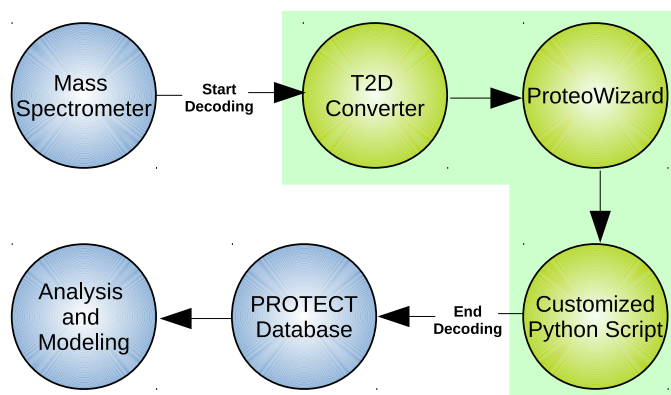 Mass
Spectrometer
Start
Decoding
T2D
Converter
ProteoWizard
Customized
Python Script
End
Decoding
PROTECT
Database
Analysis
and
Modeling